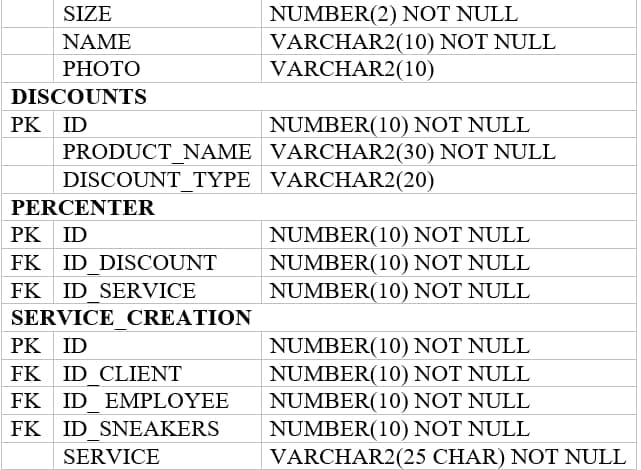 SIZE NUMBER(2) NOT NULL
NAME VARCHAR2(10) NOT NULL
PHOTO VARCHAR2(10)
DISCOUNTS
PK ID NUMBER(10) NOT NULL
PRODUCT_NAME VARCHAR2(30) NOT NULL
DISCOUNT_TYPE VARCHAR2(20)
PERCENTER
PK ID NUMBER(10) NOT NULL
FK ID_DISCOUNT NUMBER(10) NOT NULL
FK ID_SERVICE NUMBER(10) NOT NULL
SERVICE_CREATION
PK ID NUMBER(10) NOT NULL
FK ID_CLIENT NUMBER(10) NOT NULL
FK ID_ EMPLOYEE NUMBER(10) NOT NULL
FK ID_SNEAKERS NUMBER(10) NOT NULL
SERVICE VARCHAR2(25 CHAR) NOT NULL